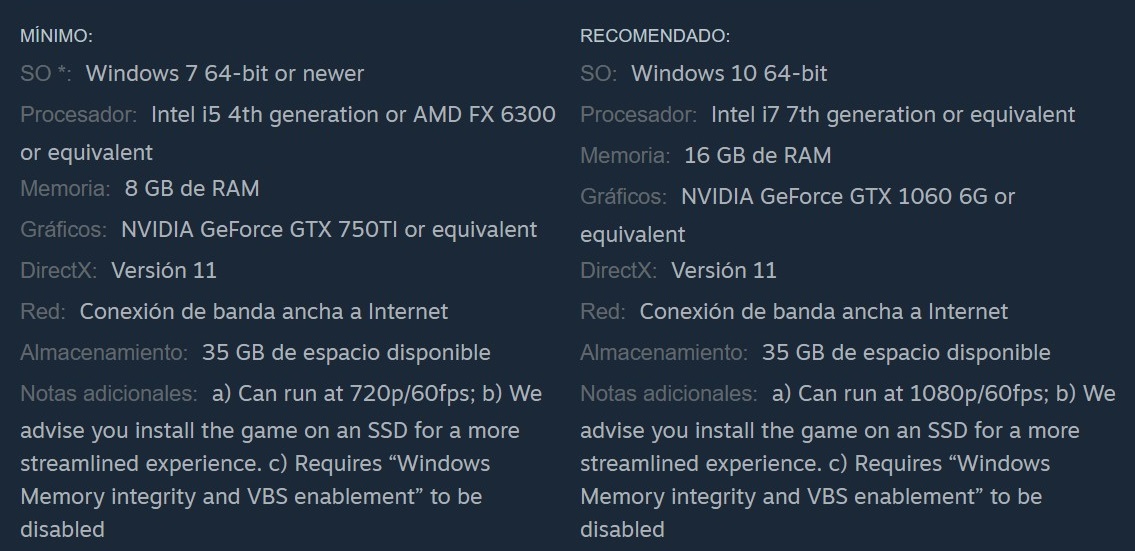 MÍNIMO:
SO *: Windows 7 64-bit or newer
Procesador: Intel i5 4th generation or AMD FX 6300
or equivalent
Memoria: 8 GB de RAM
Gráficos: NVIDIA GeForce GTX 750TI or equivalent
DirectX: Versión 11
Red: Conexión de banda ancha a Internet
Almacenamiento: 35 GB de espacio disponible
Notas adicionales: a) Can run at 720p/60fps; b) We
advise you install the game on an SSD for a more
streamlined experience. c) Requires “Windows
Memory integrity and VBS enablement” to be
disabled
RECOMENDADO:
SO: Windows 10 64-bit
Procesador: Intel i7 7th generation or equivalent
Memoria: 16 GB de RAM
Gráficos: NVIDIA GeForce GTX 1060 6G or
equivalent
DirectX: Versión 11
Red: Conexión de banda ancha a Internet
Almacenamiento: 35 GB de espacio disponible
Notas adicionales: a) Can run at 1080p/60fps; b) We
advise you install the game on an SSD for a more
streamlined experience. c) Requires “Windows
Memory integrity and VBS enablement” to be
disabled